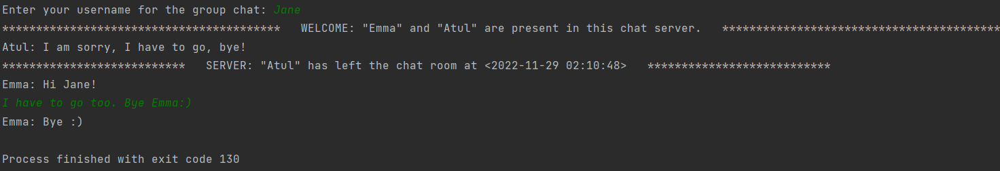 Enter your username for the group chat: Jane
*****************************************   WELCOME: "Emma" and "Atul" are present in this chat server.   *****************************************
Atul: I am sorry, I have to go, bye!
***************************   SERVER: "Atul" has left the chat room at <2022-11-29 02:10:48>   ***************************
Emma: Hi Jane!
I have to go too. Bye Emma:)
Emma: Bye :)
Process finished with exit code 130